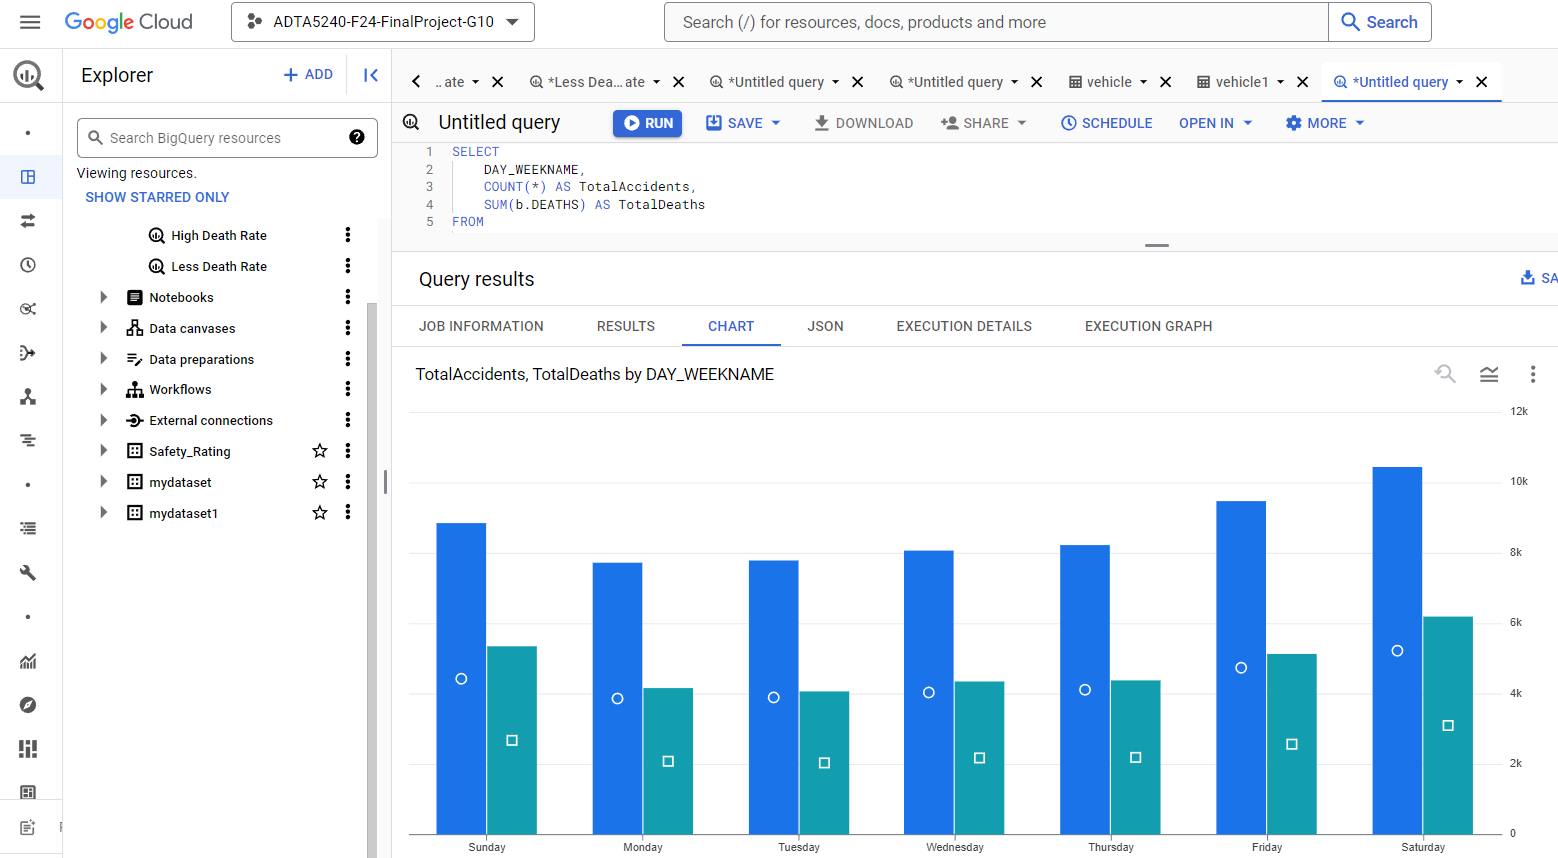 Google Cloud
ADTA5240-F24-FinalProject-G10
Search (/) for resources, docs, products and more
Search
Explorer
ADD
Search BigQuery resources
Viewing resources.
SHOW STARRED ONLY
High Death Rate
Less Death Rate
Notebooks
Data canvases
Data preparations
Workflows
External connections
Safety_Rating
mydataset
mydataset1
..ate
*Less Dea...ate
*Untitled query
*Untitled query
vehicle
vehicle1
*Untitled query
Untitled query
RUN
SAVE
DOWNLOAD
SHARE
SCHEDULE
OPEN IN
MORE
1 SELECT
2 DAY_WEEKNAME,
3 COUNT(*) AS TotalAccidents,
4 SUM(b.DEATHS) AS TotalDeaths
5 FROM
Query results
SA
JOB INFORMATION
RESULTS
CHART
JSON
EXECUTION DETAILS
EXECUTION GRAPH
TotalAccidents, TotalDeaths by DAY_WEEKNAME
12k
10k
8k
6k
4k
2k
0
Sunday
Monday
Tuesday
Wednesday
Thursday
Friday
Saturday